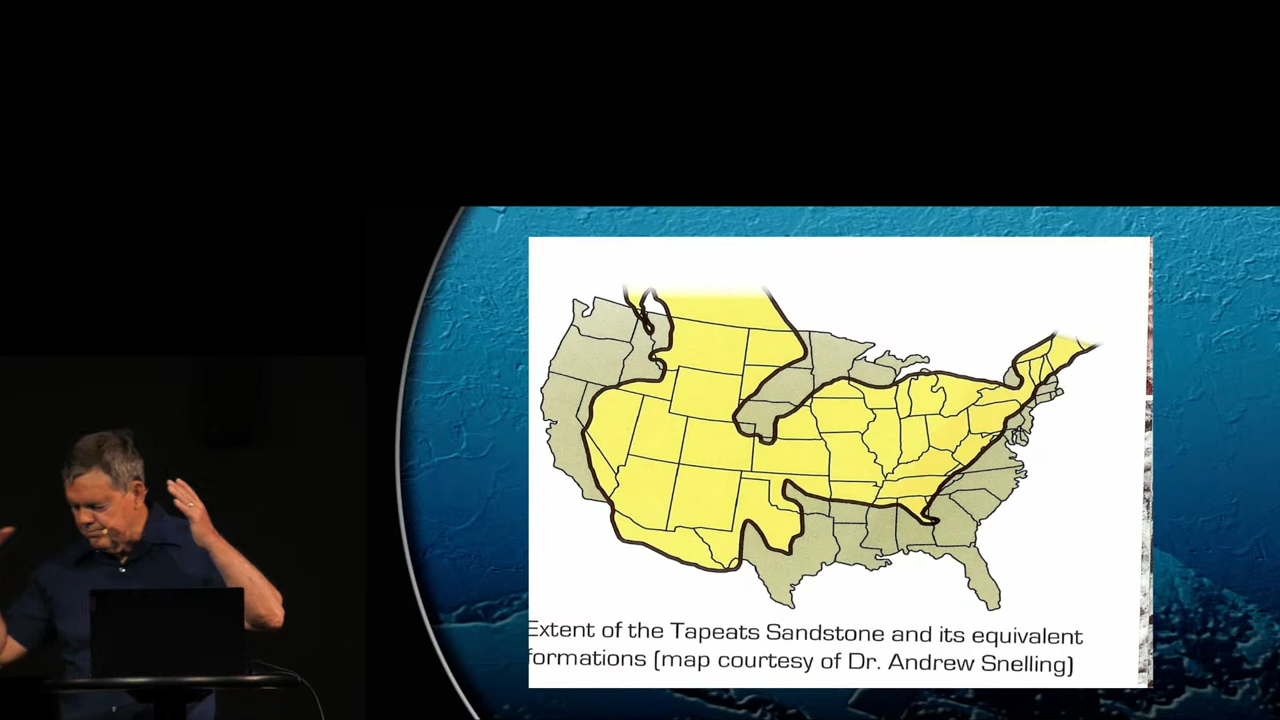 Extent of the Tapeats Sandstone and its equivalent
formations (map courtesy of Dr. Andrew Snelling)